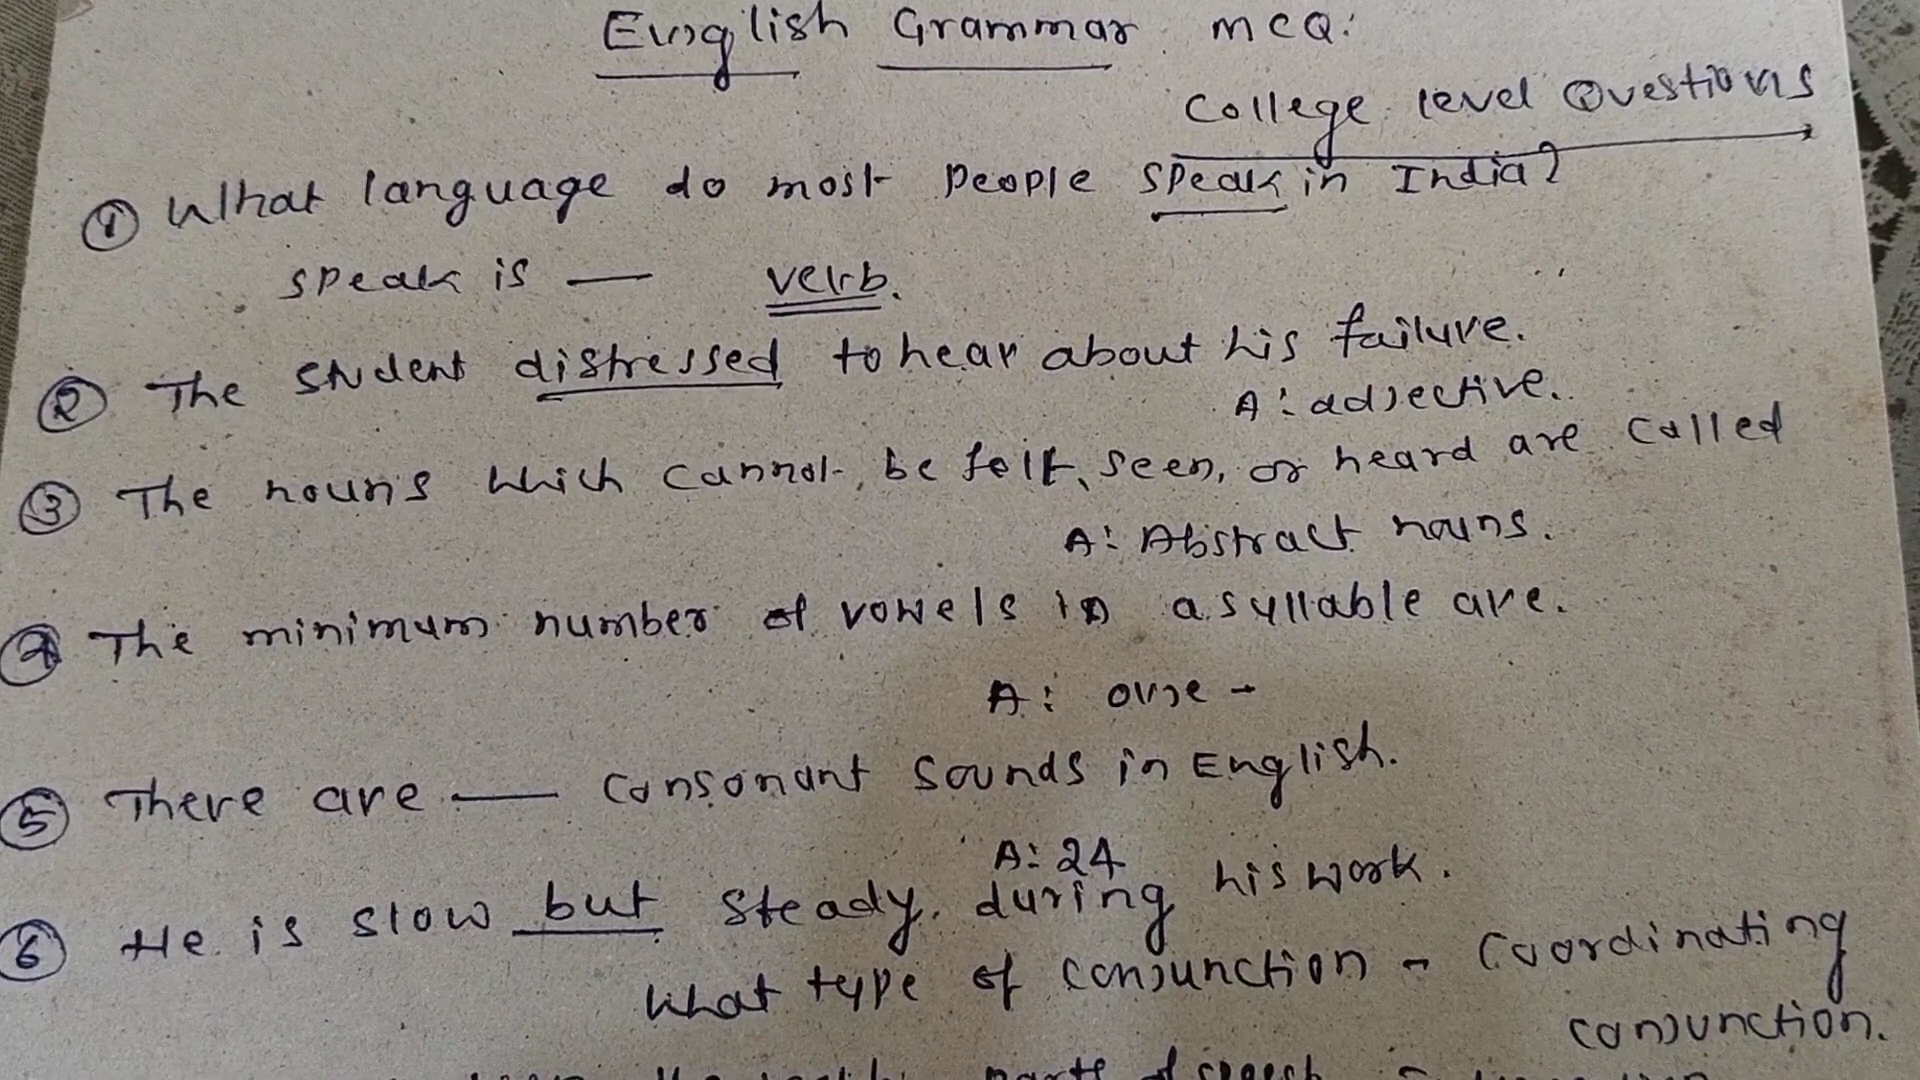 English Grammar MCQ:
College level Questions
① What language do most people speak in India?
speak is — verb.
② The student distressed to hear about his failure.
A: adjective.
③ The nouns which cannot be felt, seen, or heard are called
A: Abstract nouns.
④ The minimum number of vowels in a syllable are.
A: one -
⑤ There are — consonant sounds in English.
A: 24
⑥ He is slow but steady during his work.
What type of conjunction - Coordinating
conjunction.
parts of speech